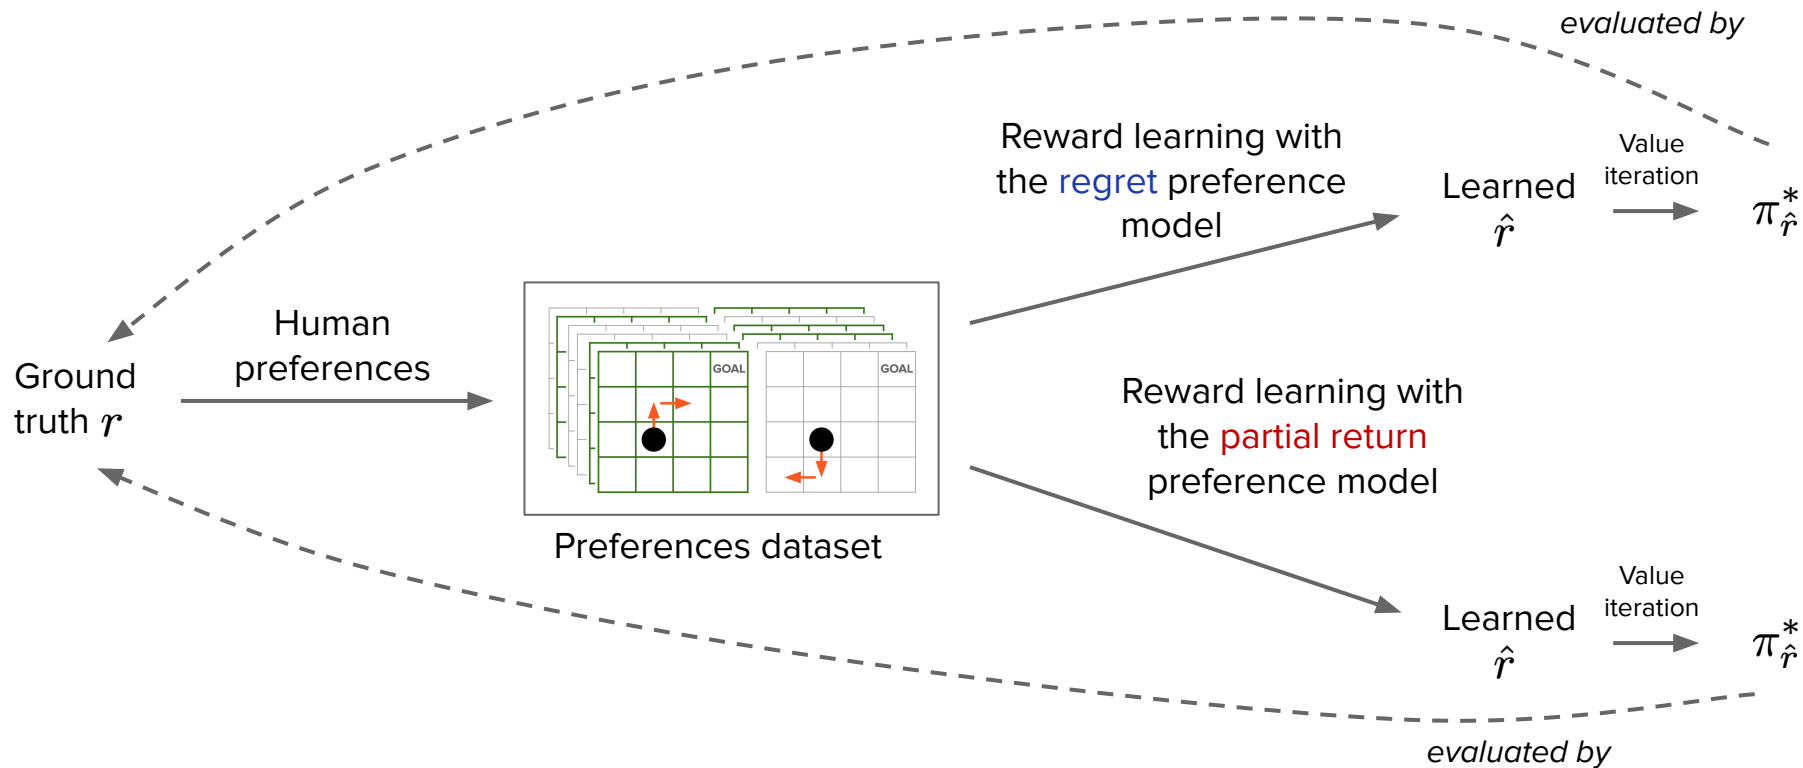 evaluated by
Reward learning with
the regret preference
model
Value
iteration
Learned
r̂
π*r̂
Human
preferences
Ground
truth r
GOAL
GOAL
Preferences dataset
Reward learning with
the partial return
preference model
Value
iteration
Learned
r̂
π*r̂
evaluated by